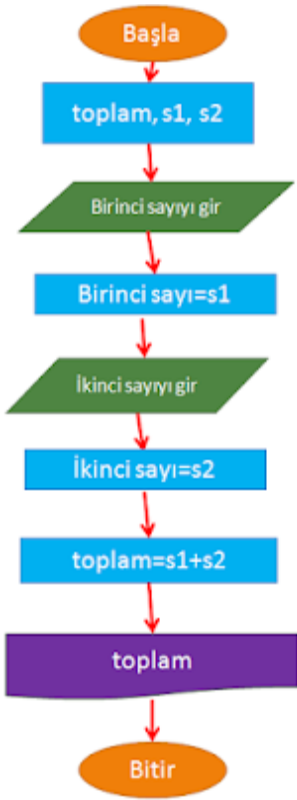 Başla
toplam, s1, s2
Birinci sayıyı gir
Birinci sayı=s1
İkinci sayıyı gir
İkinci sayı=s2
toplam=s1+s2
toplam
Bitir